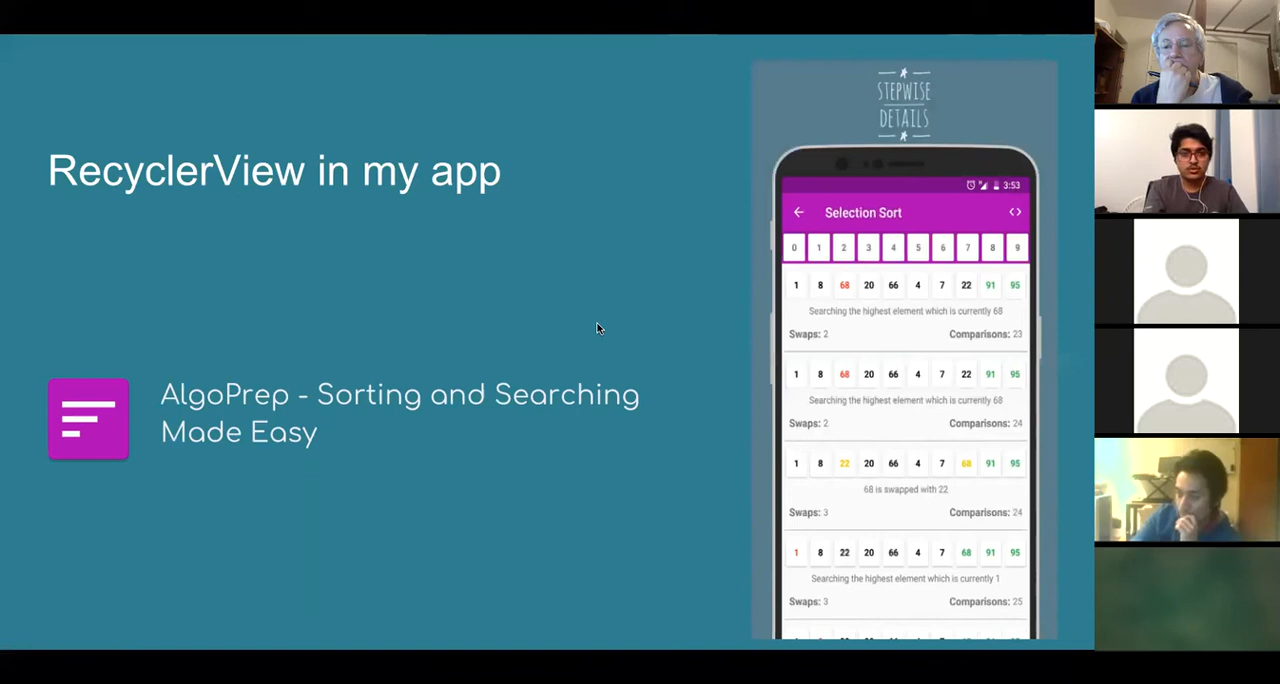 RecyclerView in my app
AlgoPrep - Sorting and Searching
Made Easy
STEPWISE
DETAILS
3:53
Selection Sort
0 1 2 3 4 5 6 7 8 9
1 8 68 20 66 4 7 22 91 95
Searching the highest element which is currently 68
Swaps: 2 Comparisons: 23
1 8 68 20 66 4 7 22 91 95
Searching the highest element which is currently 68
Swaps: 2 Comparisons: 24
1 8 22 20 66 4 7 68 91 95
68 is swapped with 22
Swaps: 3 Comparisons: 24
1 8 22 20 66 4 7 68 91 95
Searching the highest element which is currently 1
Swaps: 3 Comparisons: 25